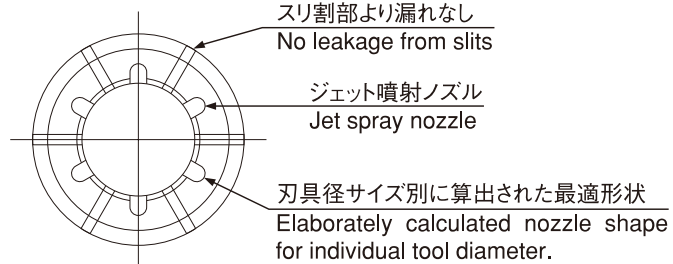 スリ割部より漏れなし
No leakage from slits
ジェット噴射ノズル
Jet spray nozzle
刃具径サイズ別に算出された最適形状
Elaborately calculated nozzle shape
for individual tool diameter.